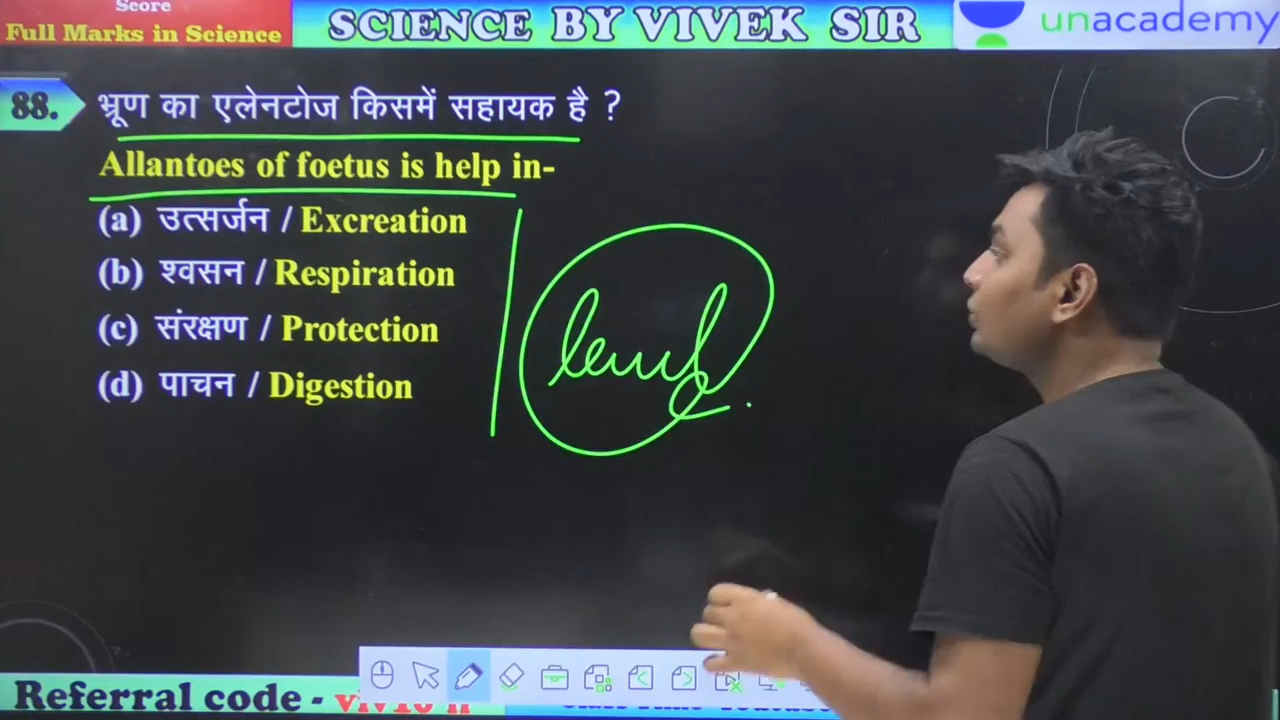 Score
Full Marks in Science
SCIENCE BY VIVEK SIR
unacademy
88. भ्रूण का एलेनटोज किसमें सहायक है ?
Allantoes of foetus is help in-
(a) उत्सर्जन / Excreation
(b) श्वसन / Respiration
(c) संरक्षण / Protection
(d) पाचन / Digestion
Referral code -